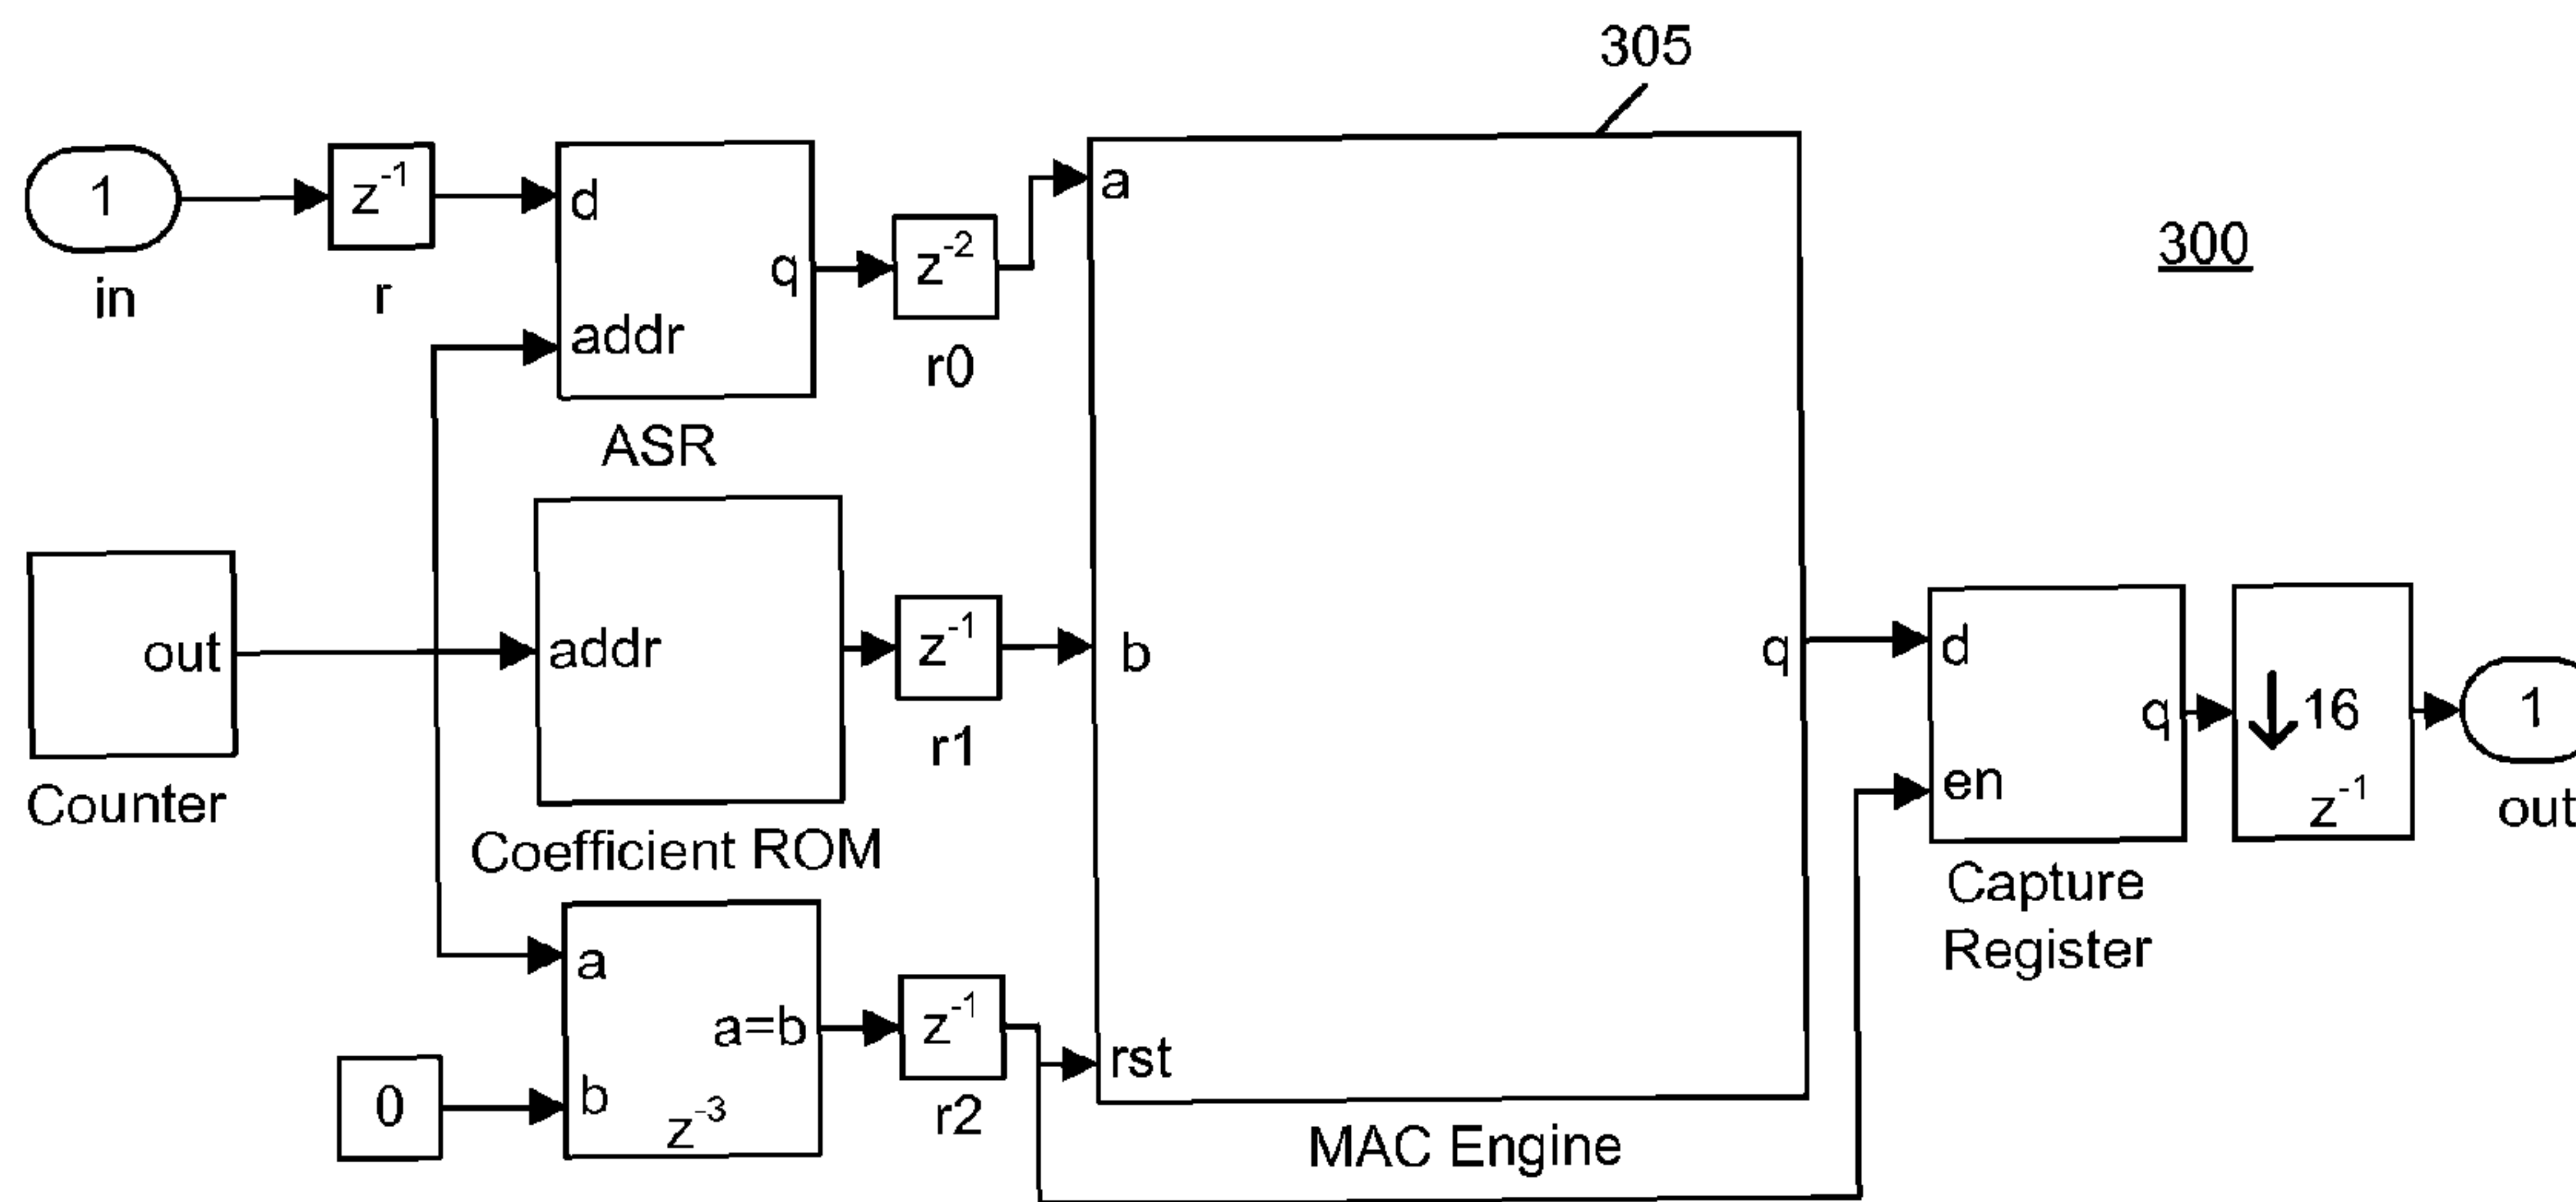 305
1
in
z⁻¹
r
d
addr
q
ASR
z⁻²
r0
a
b
rst
q
MAC Engine
300
out
Counter
addr
Coefficient ROM
z⁻¹
r1
a
b
a=b
z⁻³
0
z⁻¹
r2
d
en
q
Capture
Register
↓16
z⁻¹
1
out